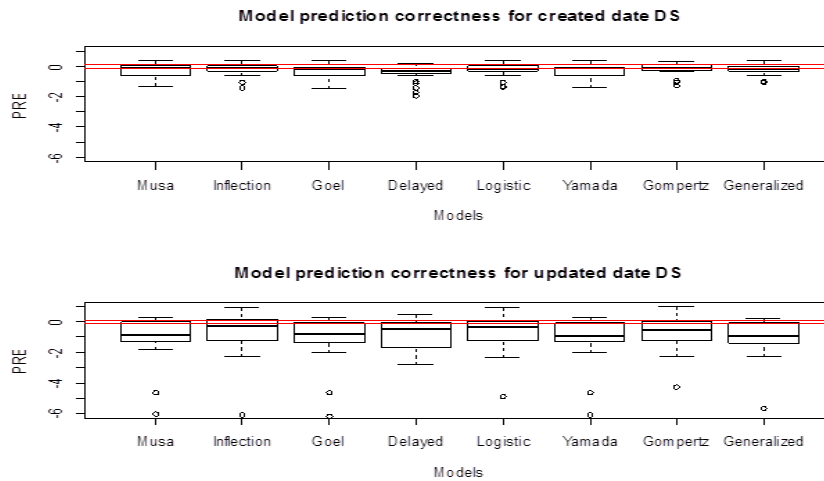 Model prediction correctness for created date DS
PRE
0
-2
-4
-6
Musa Inflection Goel Delayed Logistic Yamada Gompertz Generalized
Models
Model prediction correctness for updated date DS
PRE
0
-2
-4
-6
Musa Inflection Goel Delayed Logistic Yamada Gompertz Generalized
Models